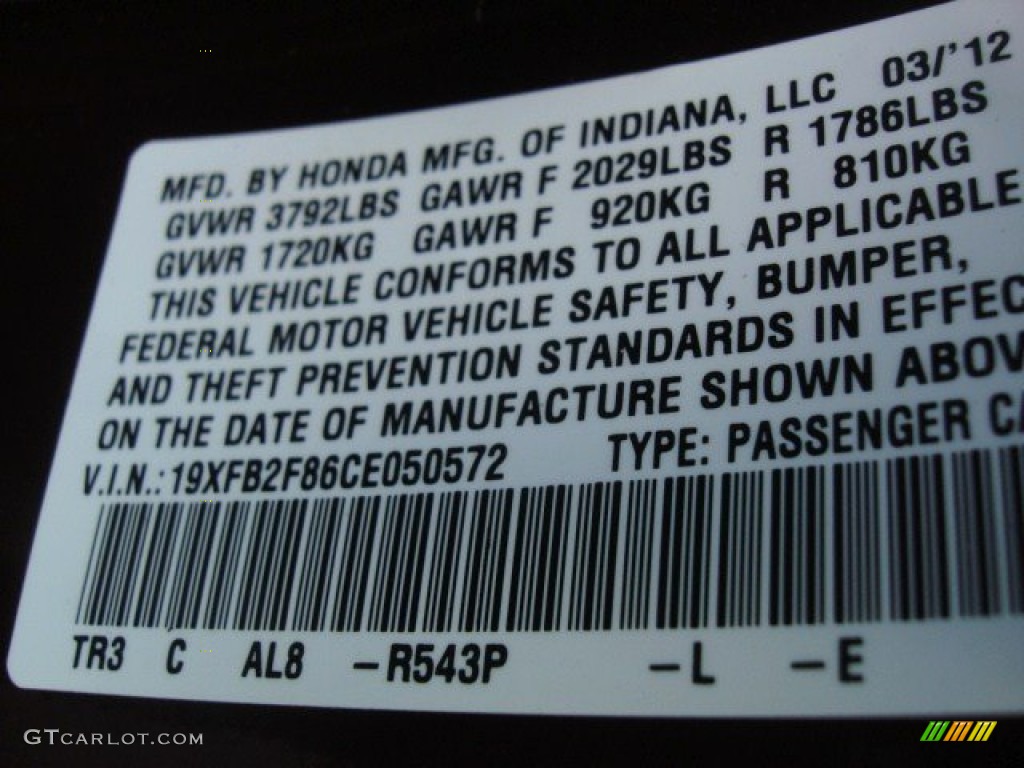 MFD. BY HONDA MFG. OF INDIANA, LLC 03/'12
GVWR 3792LBS GAWR F 2029LBS R 1786LBS
GVWR 1720KG GAWR F 920KG R 810KG
THIS VEHICLE CONFORMS TO ALL APPLICABLE
FEDERAL MOTOR VEHICLE SAFETY, BUMPER,
AND THEFT PREVENTION STANDARDS IN EFFEC
ON THE DATE OF MANUFACTURE SHOWN ABOV
V.I.N.: 19XFB2F86CE050572 TYPE: PASSENGER CA
TR3 C AL8 -R543P -L -E
GTCARLOT.COM